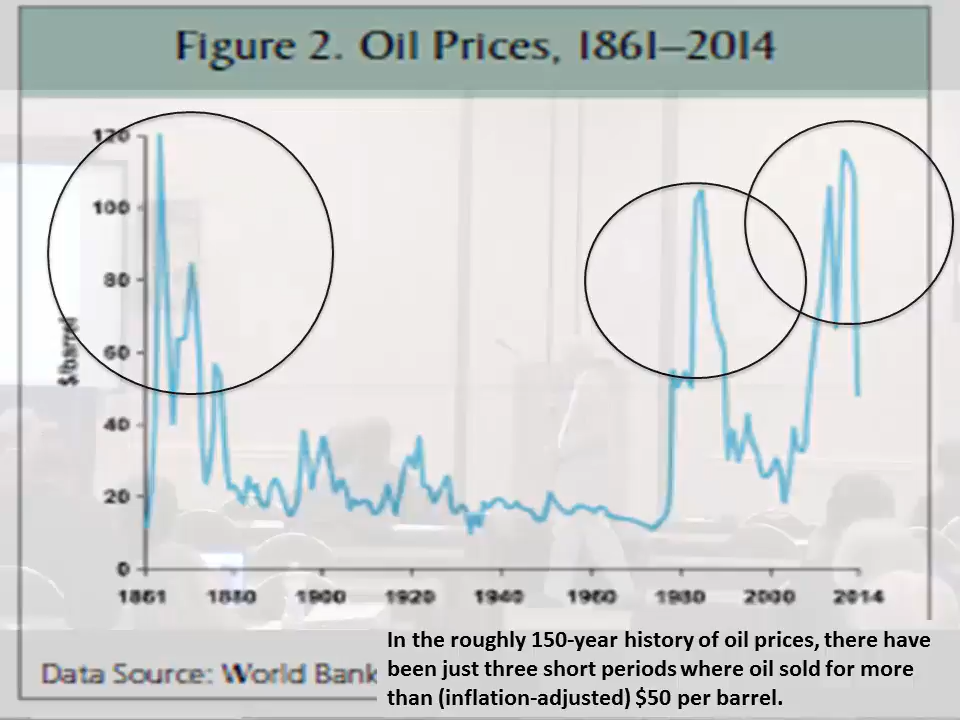 Figure 2. Oil Prices, 1861–2014
120
100
80
60
40
20
0
$/barrel
1861 1880 1900 1920 1940 1960 1980 2000 2014
Data Source: World Bank
In the roughly 150-year history of oil prices, there have
been just three short periods where oil sold for more
than (inflation-adjusted) $50 per barrel.